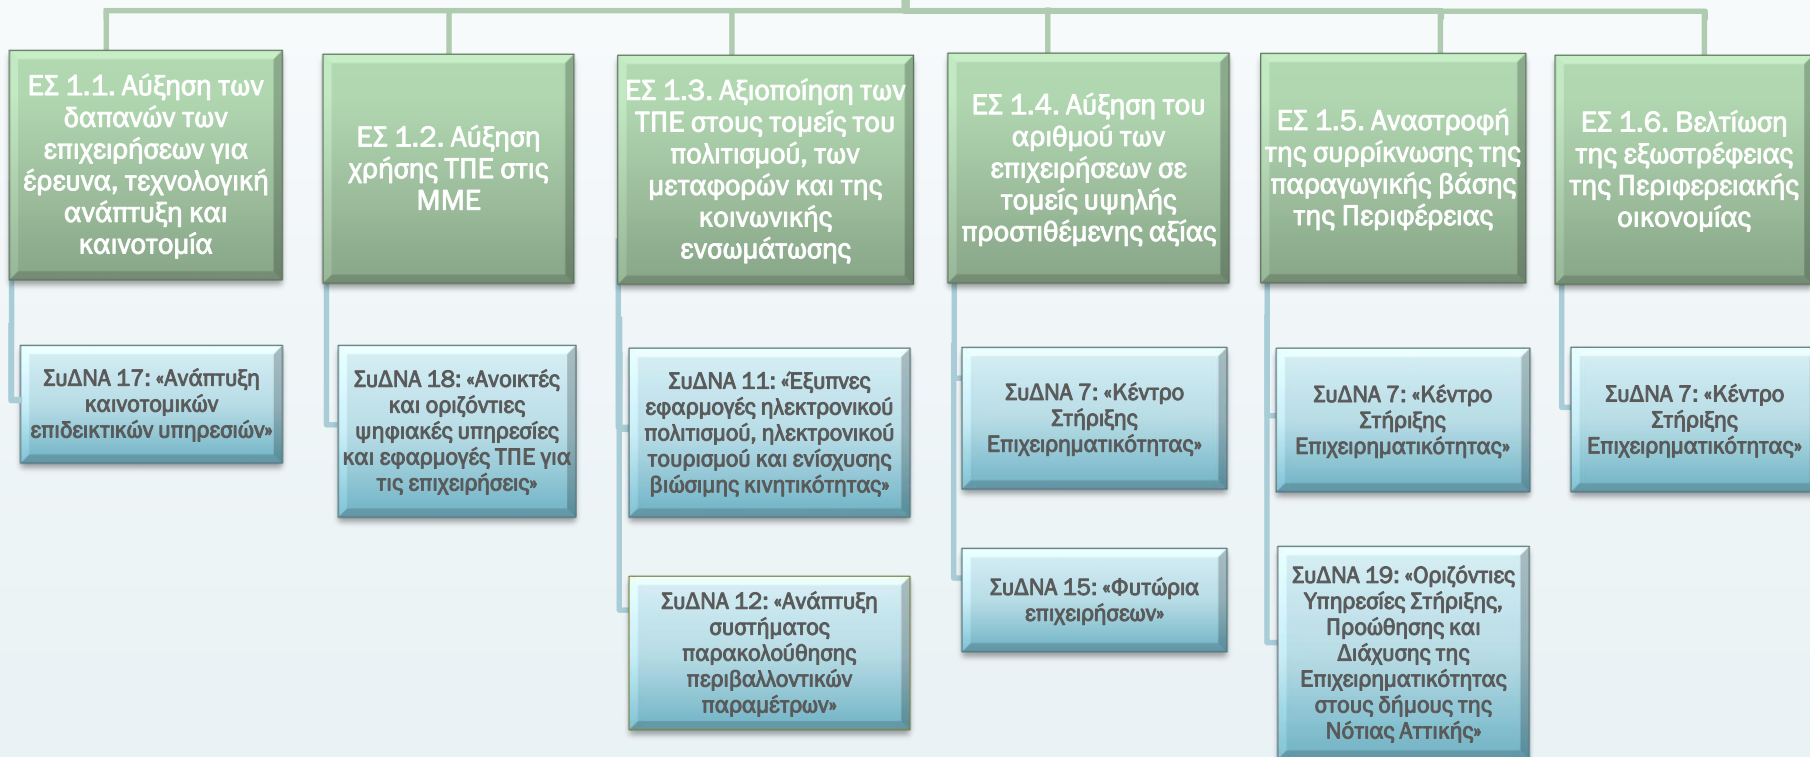 ΕΣ 1.1. Αύξηση των
δαπανών των
επιχειρήσεων για
έρευνα, τεχνολογική
ανάπτυξη και
καινοτομία
ΕΣ 1.2. Αύξηση
χρήσης ΤΠΕ στις
ΜΜΕ
ΕΣ 1.3. Αξιοποίηση των
ΤΠΕ στους τομείς του
πολιτισμού, των
μεταφορών και της
κοινωνικής
ενσωμάτωσης
ΕΣ 1.4. Αύξηση του
αριθμού των
επιχειρήσεων σε
τομείς υψηλής
προστιθέμενης αξίας
ΕΣ 1.5. Αναστροφή
της συρρίκνωσης της
παραγωγικής βάσης
της Περιφέρειας
ΕΣ 1.6. Βελτίωση
της εξωστρέφειας
της Περιφερειακής
οικονομίας
ΣυΔΝΑ 17: «Ανάπτυξη
καινοτομικών
επιδεικτικών υπηρεσιών»
ΣυΔΝΑ 18: «Ανοικτές
και οριζόντιες
ψηφιακές υπηρεσίες
και εφαρμογές ΤΠΕ για
τις επιχειρήσεις»
ΣυΔΝΑ 11: «Έξυπνες
εφαρμογές ηλεκτρονικού
πολιτισμού, ηλεκτρονικού
τουρισμού και ενίσχυσης
βιώσιμης κινητικότητας»
ΣυΔΝΑ 12: «Ανάπτυξη
συστήματος
παρακολούθησης
περιβαλλοντικών
παραμέτρων»
ΣυΔΝΑ 7: «Κέντρο
Στήριξης
Επιχειρηματικότητας»
ΣυΔΝΑ 15: «Φυτώρια
επιχειρήσεων»
ΣυΔΝΑ 7: «Κέντρο
Στήριξης
Επιχειρηματικότητας»
ΣυΔΝΑ 19: «Οριζόντιες
Υπηρεσίες Στήριξης,
Προώθησης και
Διάχυσης της
Επιχειρηματικότητας
στους δήμους της
Νότιας Αττικής»
ΣυΔΝΑ 7: «Κέντρο
Στήριξης
Επιχειρηματικότητας»